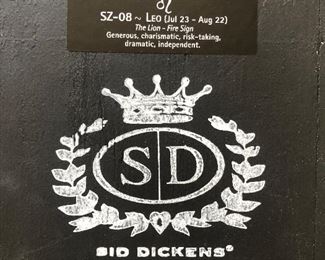 ♌
SZ-08 ~ LEO (Jul 23 - Aug 22)
The Lion - Fire Sign
Generous, charismatic, risk-taking,
dramatic, independent.
S D
SID DICKENS